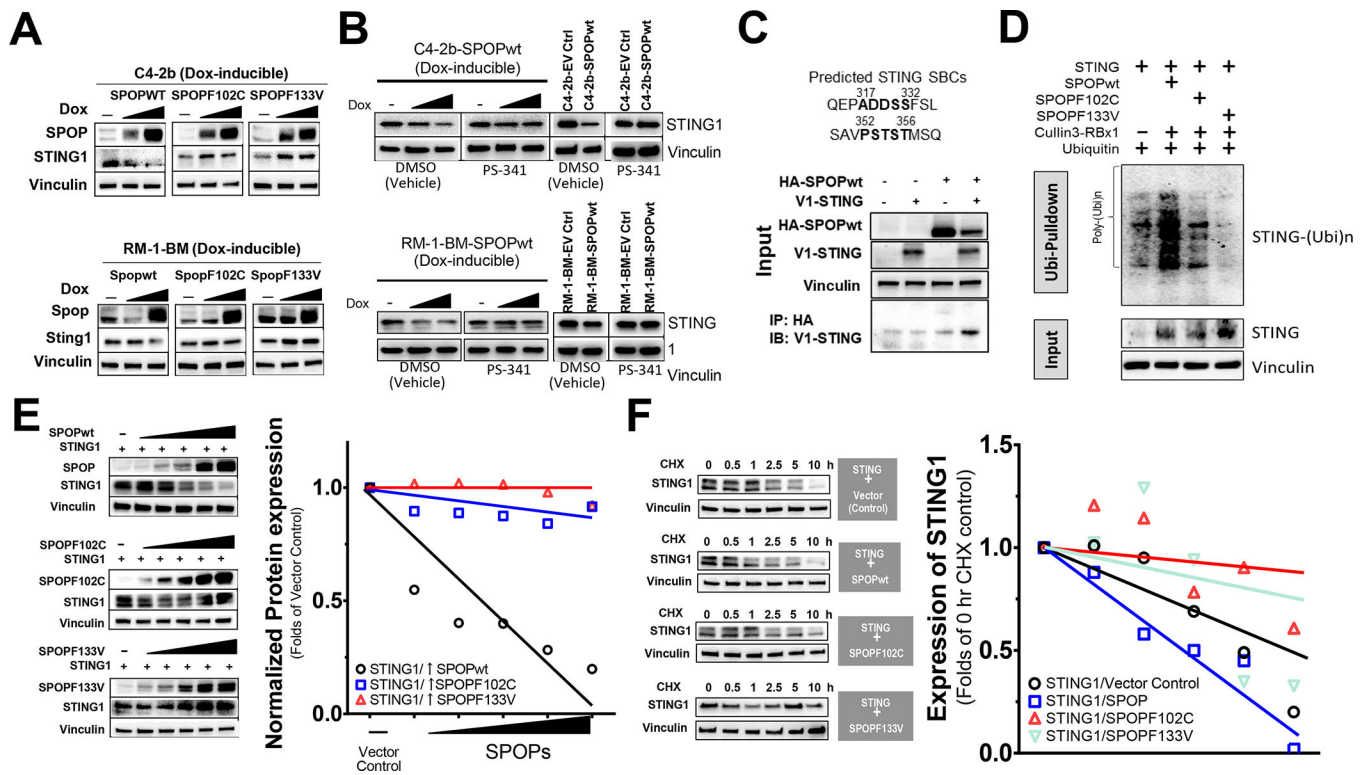 A
C4-2b (Dox-inducible)
SPOPWT SPOPF102C SPOPF133V
Dox – – –
SPOP
STING1
Vinculin
RM-1-BM (Dox-inducible)
Spopwt SpopF102C SpopF133V
Dox – – –
Spop
Sting1
Vinculin
B
C4-2b-SPOPwt
(Dox-inducible)
C4-2b-EV Ctrl
C4-2b-SPOPwt
C4-2b-EV Ctrl
C4-2b-SPOPwt
Dox – –
STING1
Vinculin
DMSO
(Vehicle)
PS-341
DMSO
(Vehicle)
PS-341
RM-1-BM-SPOPwt
(Dox-inducible)
RM-1-BM-EV Ctrl
RM-1-BM-SPOPwt
RM-1-BM-EV Ctrl
RM-1-BM-SPOPwt
Dox – –
STING
1
Vinculin
DMSO
(Vehicle)
PS-341
DMSO
(Vehicle)
PS-341
C
Predicted STING SBCs
317 332
QEPADDSSFSL
352 356
SAVPSTSTMSQ
HA-SPOPwt - - + +
V1-STING - + - +
Input
HA-SPOPwt
V1-STING
Vinculin
IP: HA
IB: V1-STING
D
STING + + + + +
SPOPwt +
SPOPF102C +
SPOPF133V +
Cullin3-RBx1 – + + +
Ubiquitin + + + +
Ubi-Pulldown
Poly-(Ubi)n
STING-(Ubi)n
Input
STING
Vinculin
E
SPOPwt –
STING1 + + + + + +
SPOP
STING1
Vinculin
SPOPF102C –
STING1 + + + + + +
SPOPF102C
STING1
Vinculin
SPOPF133V –
STING1 + + + + + +
SPOPF133V
STING1
Vinculin
Normalized Protein expression
(Folds of Vector Control)
1.0
0.5
0.0
STING1/↑SPOPwt
STING1/↑SPOPF102C
STING1/↑SPOPF133V
Vector
Control
SPOPs
F
CHX 0 0.5 1 2.5 5 10 h
STING1
Vinculin
STING
+
Vector
(Control)
CHX 0 0.5 1 2.5 5 10 h
STING1
Vinculin
STING
+
SPOPwt
CHX 0 0.5 1 2.5 5 10 h
STING1
Vinculin
STING
+
SPOPF102C
CHX 0 0.5 1 2.5 5 10 h
STING1
Vinculin
STING
+
SPOPF133V
Expression of STING1
(Folds of 0 hr CHX control)
1.5
1.0
0.5
0.0
STING1/Vector Control
STING1/SPOP
STING1/SPOPF102C
STING1/SPOPF133V